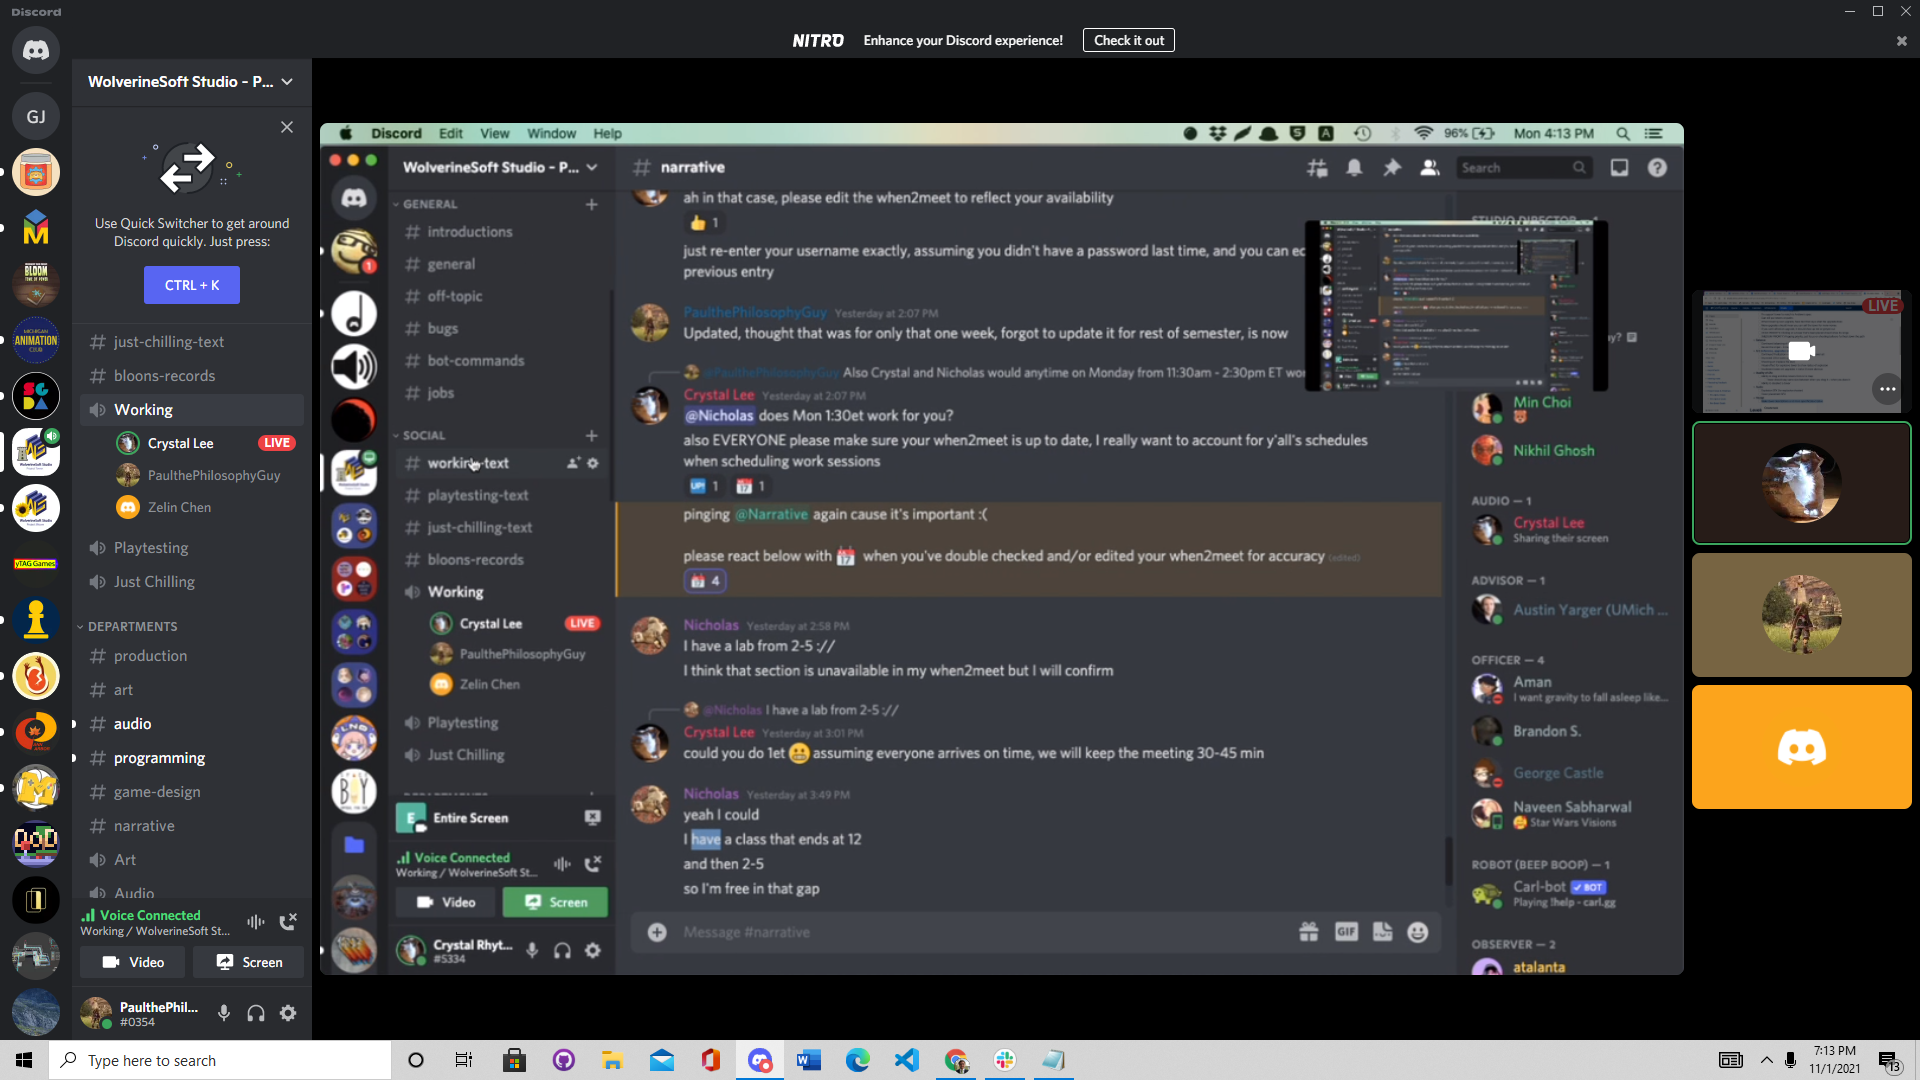 Discord
NITRO Enhance your Discord experience! Check it out
WolverineSoft Studio - P...
GJ
Use Quick Switcher to get around
Discord quickly. Just press:
CTRL + K
just-chilling-text
bloons-records
Working
Crystal Lee LIVE
PaulthePhilosophyGuy
Zelin Chen
Playtesting
Just Chilling
DEPARTMENTS
production
art
audio
programming
game-design
narrative
Art
Audio
Voice Connected
Working / WolverineSoft St...
Video
Screen
PaulthePhil...
#0354
BLOOM
MICHIGAN
ANIMATION
CLUB
yTAG Games
Discord Edit View Window Help
96% Mon 4:13 PM
WolverineSoft Studio - P...
GENERAL
introductions
general
off-topic
bugs
bot-commands
jobs
SOCIAL
working-text
playtesting-text
just-chilling-text
bloons-records
Working
Crystal Lee LIVE
PaulthePhilosophyGuy
Zelin Chen
Playtesting
Just Chilling
E Entire Screen
Voice Connected
Working / WolverineSoft St...
Video
Screen
Crystal Rhyt...
#5334
# narrative
Search
ah in that case, please edit the when2meet to reflect your availability
👍 1
just re-enter your username exactly, assuming you didn't have a password last time, and you can ed
previous entry
PaulthePhilosophyGuy Yesterday at 2:07 PM
Updated, thought that was for only that one week, forgot to update it for rest of semester, is now
@PaulthePhilosophyGuy Also Crystal and Nicholas would anytime on Monday from 11:30am - 2:30pm ET wor
Crystal Lee Yesterday at 2:07 PM
@Nicholas does Mon 1:30et work for you?
also EVERYONE please make sure your when2meet is up to date, I really want to account for y'all's schedules
when scheduling work sessions
UP! 1 17 1
pinging @Narrative again cause it's important :(
please react below with 17 when you've double checked and/or edited your when2meet for accuracy (edited)
17 4
Nicholas Yesterday at 2:58 PM
I have a lab from 2-5 ://
I think that section is unavailable in my when2meet but I will confirm
@Nicholas I have a lab from 2-5 ://
Crystal Lee Yesterday at 3:01 PM
could you do 1et 😬 assuming everyone arrives on time, we will keep the meeting 30-45 min
Nicholas Yesterday at 3:49 PM
yeah I could
I have a class that ends at 12
and then 2-5
so I'm free in that gap
Message #narrative
GIF
STUDIO DIRECTOR
y?
Min Choi
Nikhil Ghosh
AUDIO — 1
Crystal Lee
Sharing their screen
ADVISOR — 1
Austin Yarger (UMich ...
OFFICER — 4
Aman
I want gravity to fall asleep like...
Brandon S.
George Castle
Naveen Sabharwal
Star Wars Visions
ROBOT (BEEP BOOP) — 1
Carl-bot ✓ BOT
Playing !help - carl.gg
OBSERVER — 2
atalanta
LIVE
Type here to search
7:13 PM
11/1/2021
13